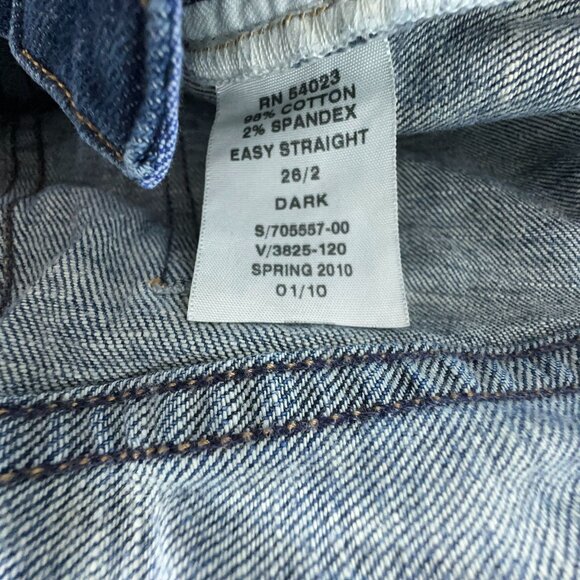 RN 54023
98% COTTON
2% SPANDEX
EASY STRAIGHT
26/2
DARK
S/705557-00
V/3825-120
SPRING 2010
01/10